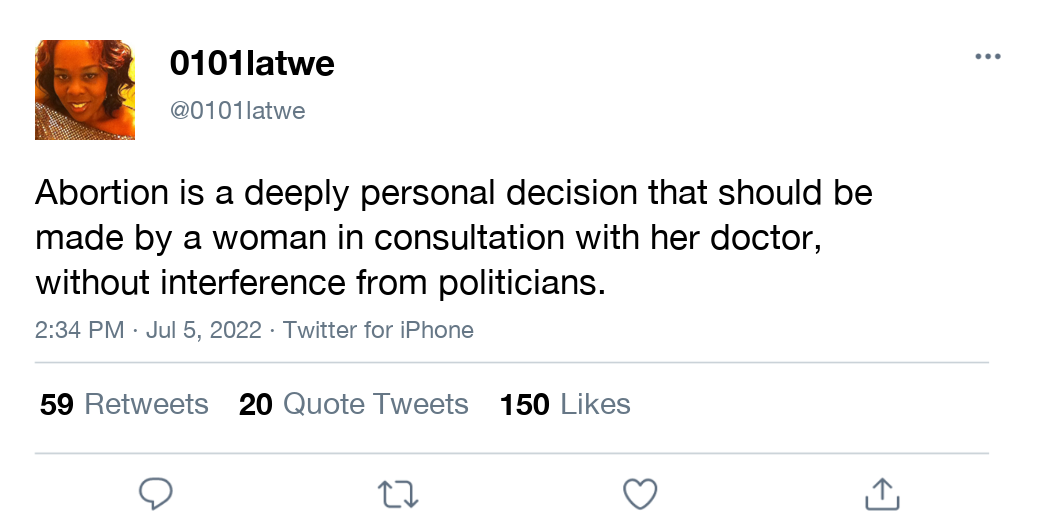 0101latwe
@0101latwe
Abortion is a deeply personal decision that should be
made by a woman in consultation with her doctor,
without interference from politicians.
2:34 PM · Jul 5, 2022 · Twitter for iPhone
59 Retweets 20 Quote Tweets 150 Likes